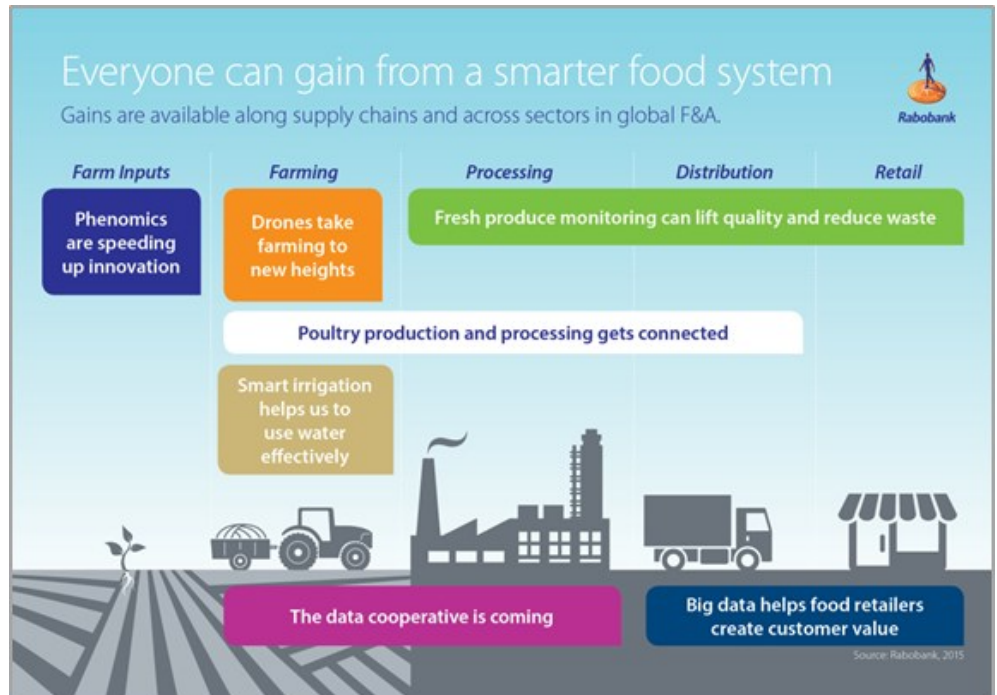 Everyone can gain from a smarter food system
Gains are available along supply chains and across sectors in global F&A.
Rabobank
Farm Inputs
Farming
Processing
Distribution
Retail
Phenomics
are speeding
up innovation
Drones take
farming to
new heights
Fresh produce monitoring can lift quality and reduce waste
Poultry production and processing gets connected
Smart irrigation
helps us to
use water
effectively
The data cooperative is coming
Big data helps food retailers
create customer value
Source: Rabobank, 2015